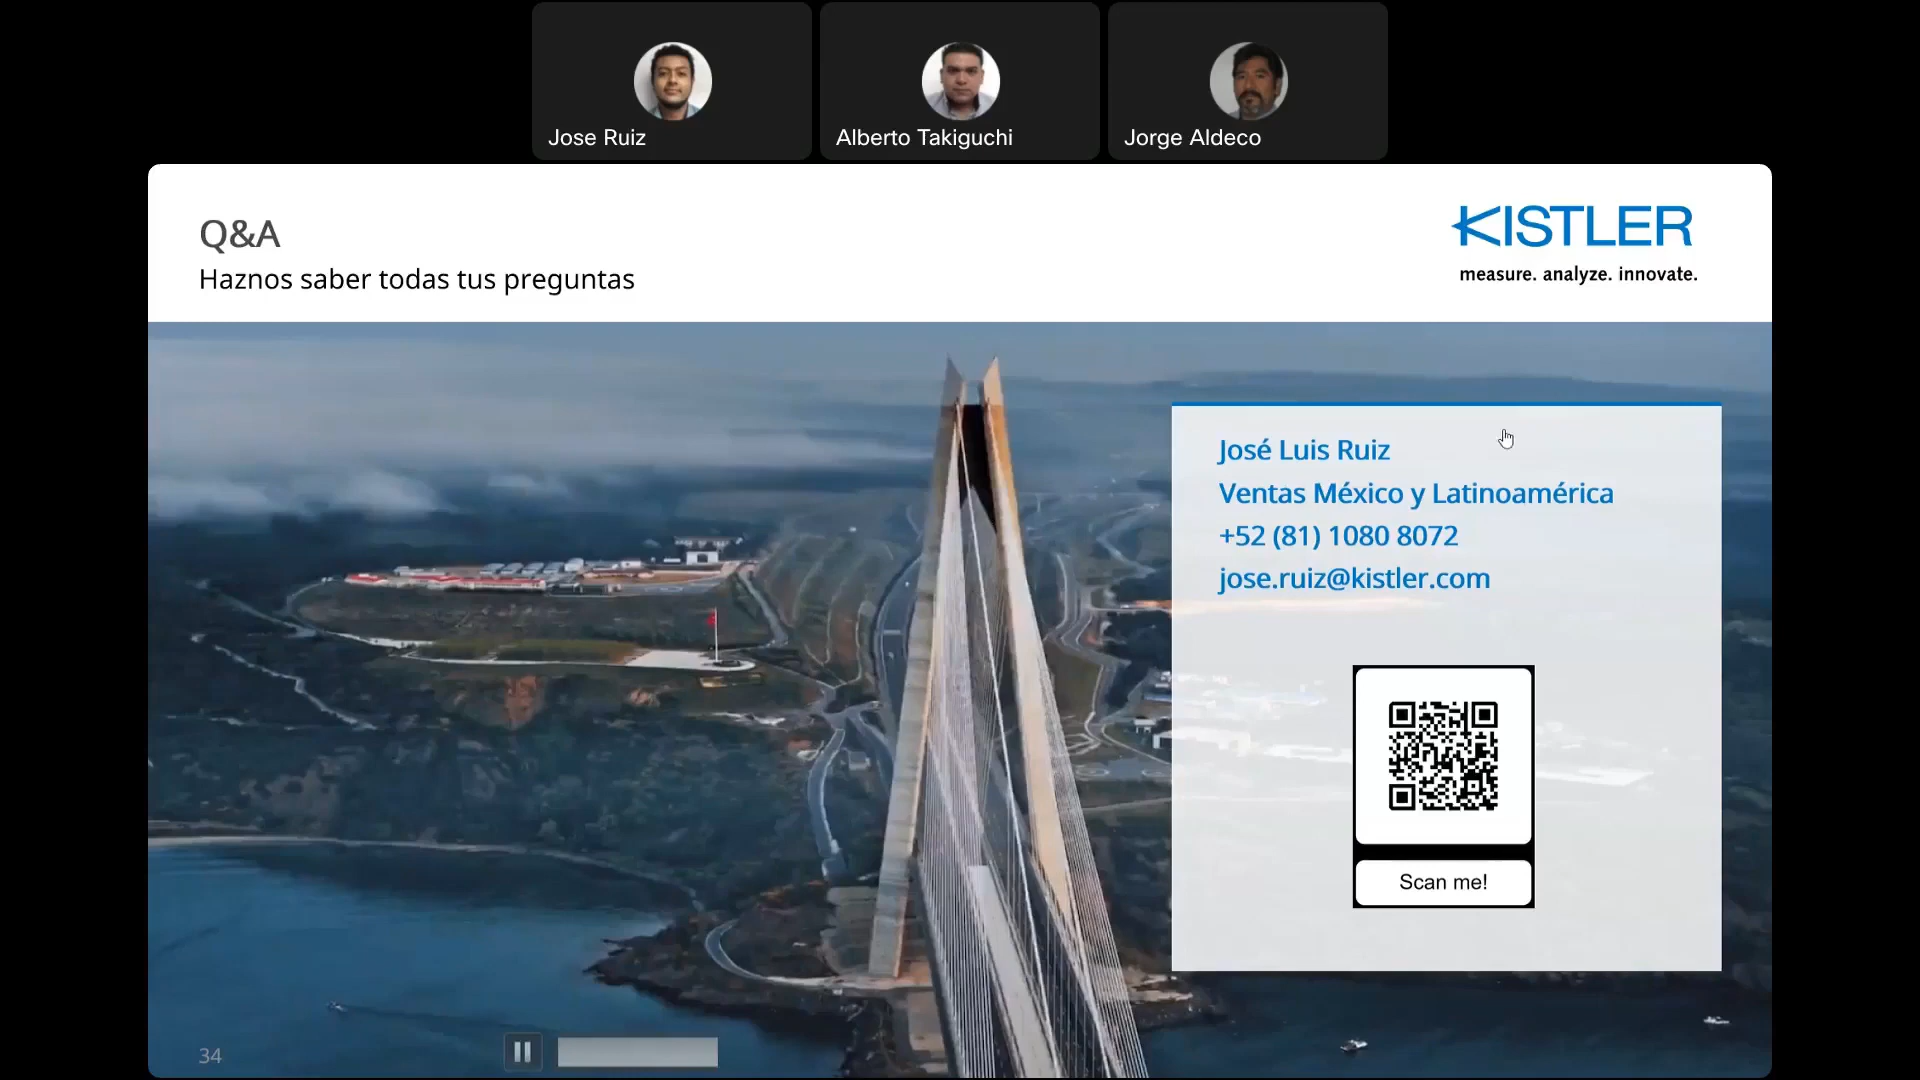 Jose Ruiz
Alberto Takiguchi
Jorge Aldeco
Q&A
Haznos saber todas tus preguntas
KISTLER
measure. analyze. innovate.
José Luis Ruiz
Ventas México y Latinoamérica
+52 (81) 1080 8072
jose.ruiz@kistler.com
Scan me!
34